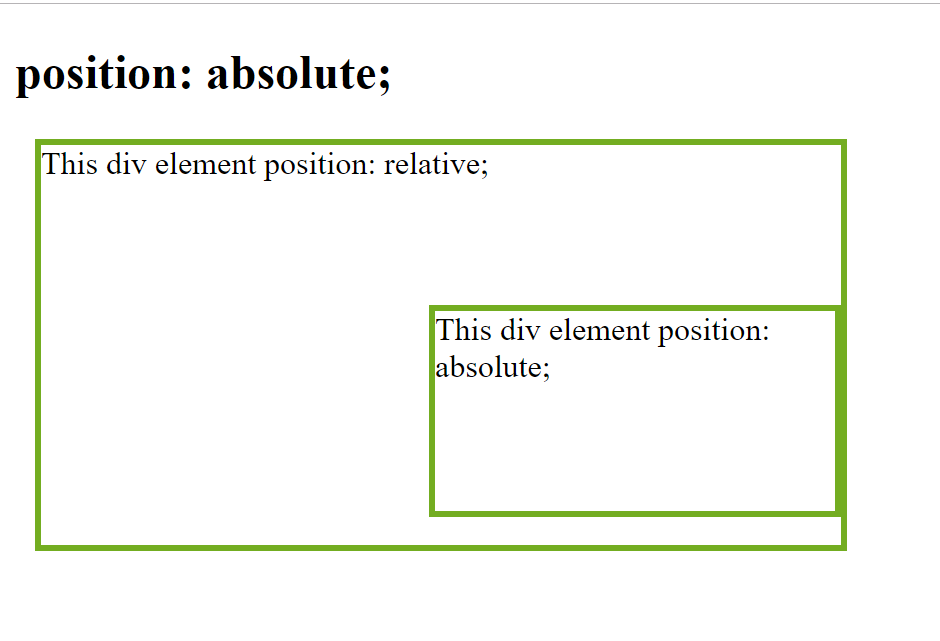 position: absolute;
This div element position: relative;
This div element position:
absolute;